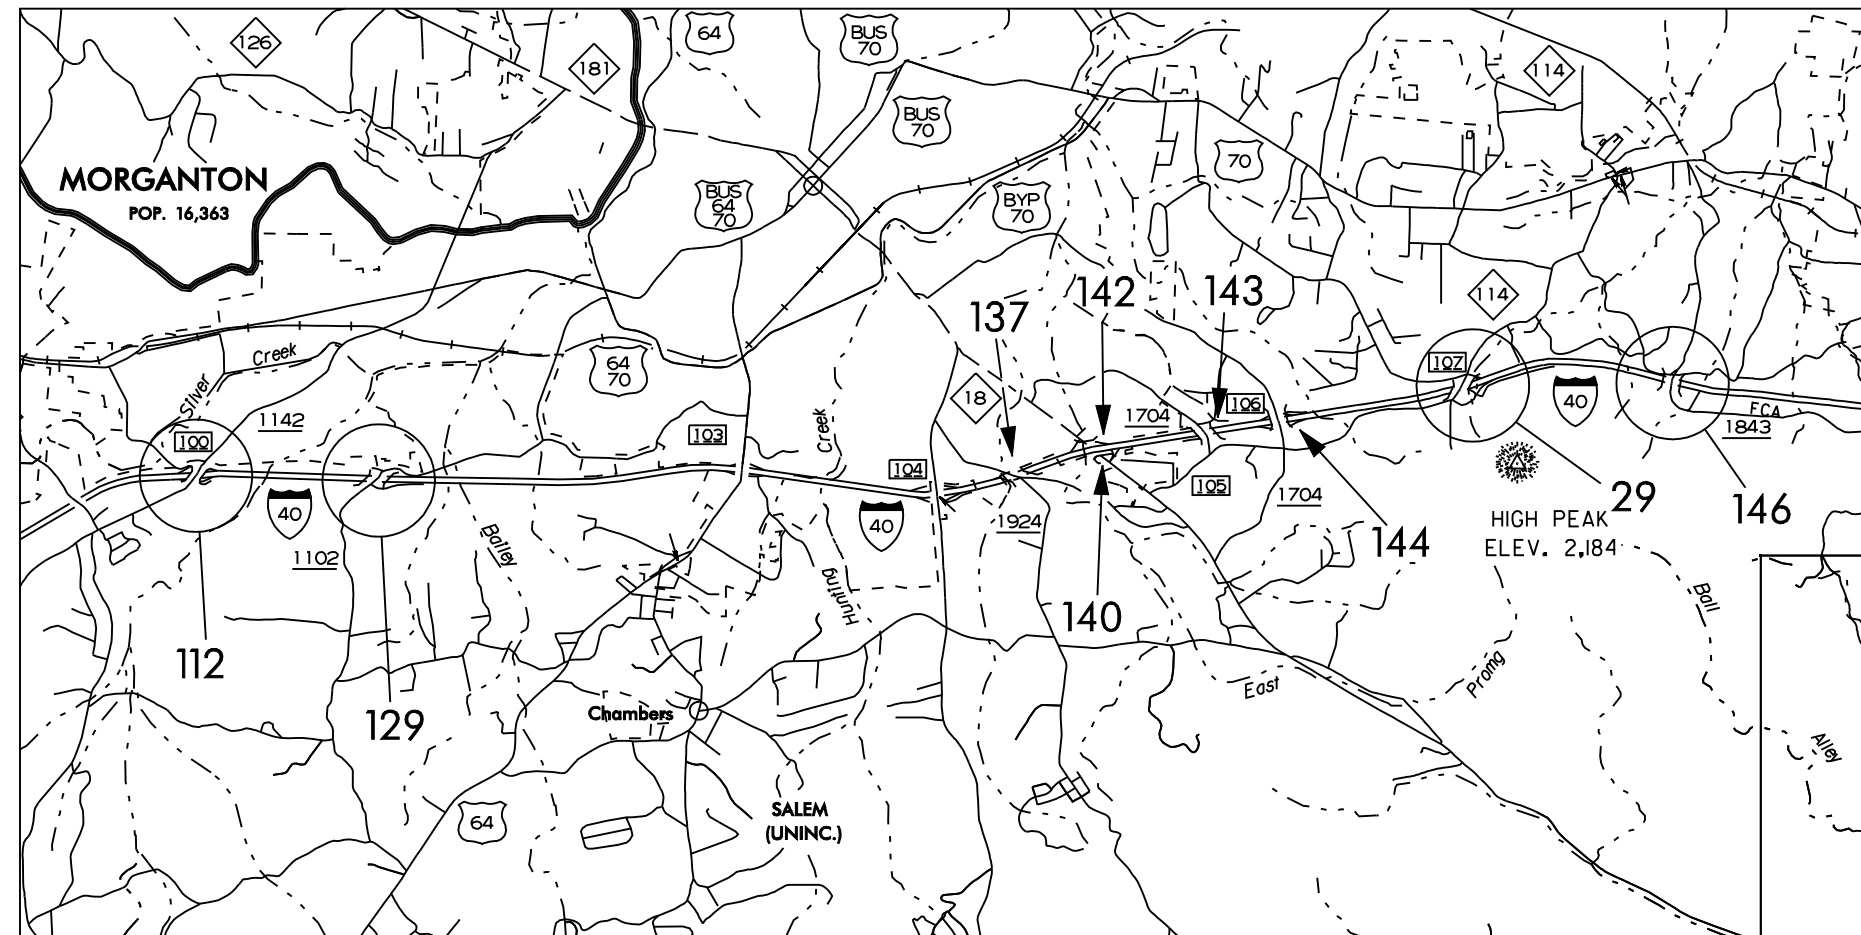 126
181
64
BUS
70
114
BUS
70
70
MORGANTON
POP. 16,363
BUS
64
70
BYP
70
142
143
114
137
Creek
64
70
107
Silver
18
40
1142
106
1704
FCA
1843
100
103
Creek
104
105
29
146
40
40
1924
1704
HIGH PEAK
ELEV. 2,184
144
1102
Bailey
Hunting
140
Ball
112
East
Prong
129
Chambers
Alley
64
SALEM
(UNINC.)